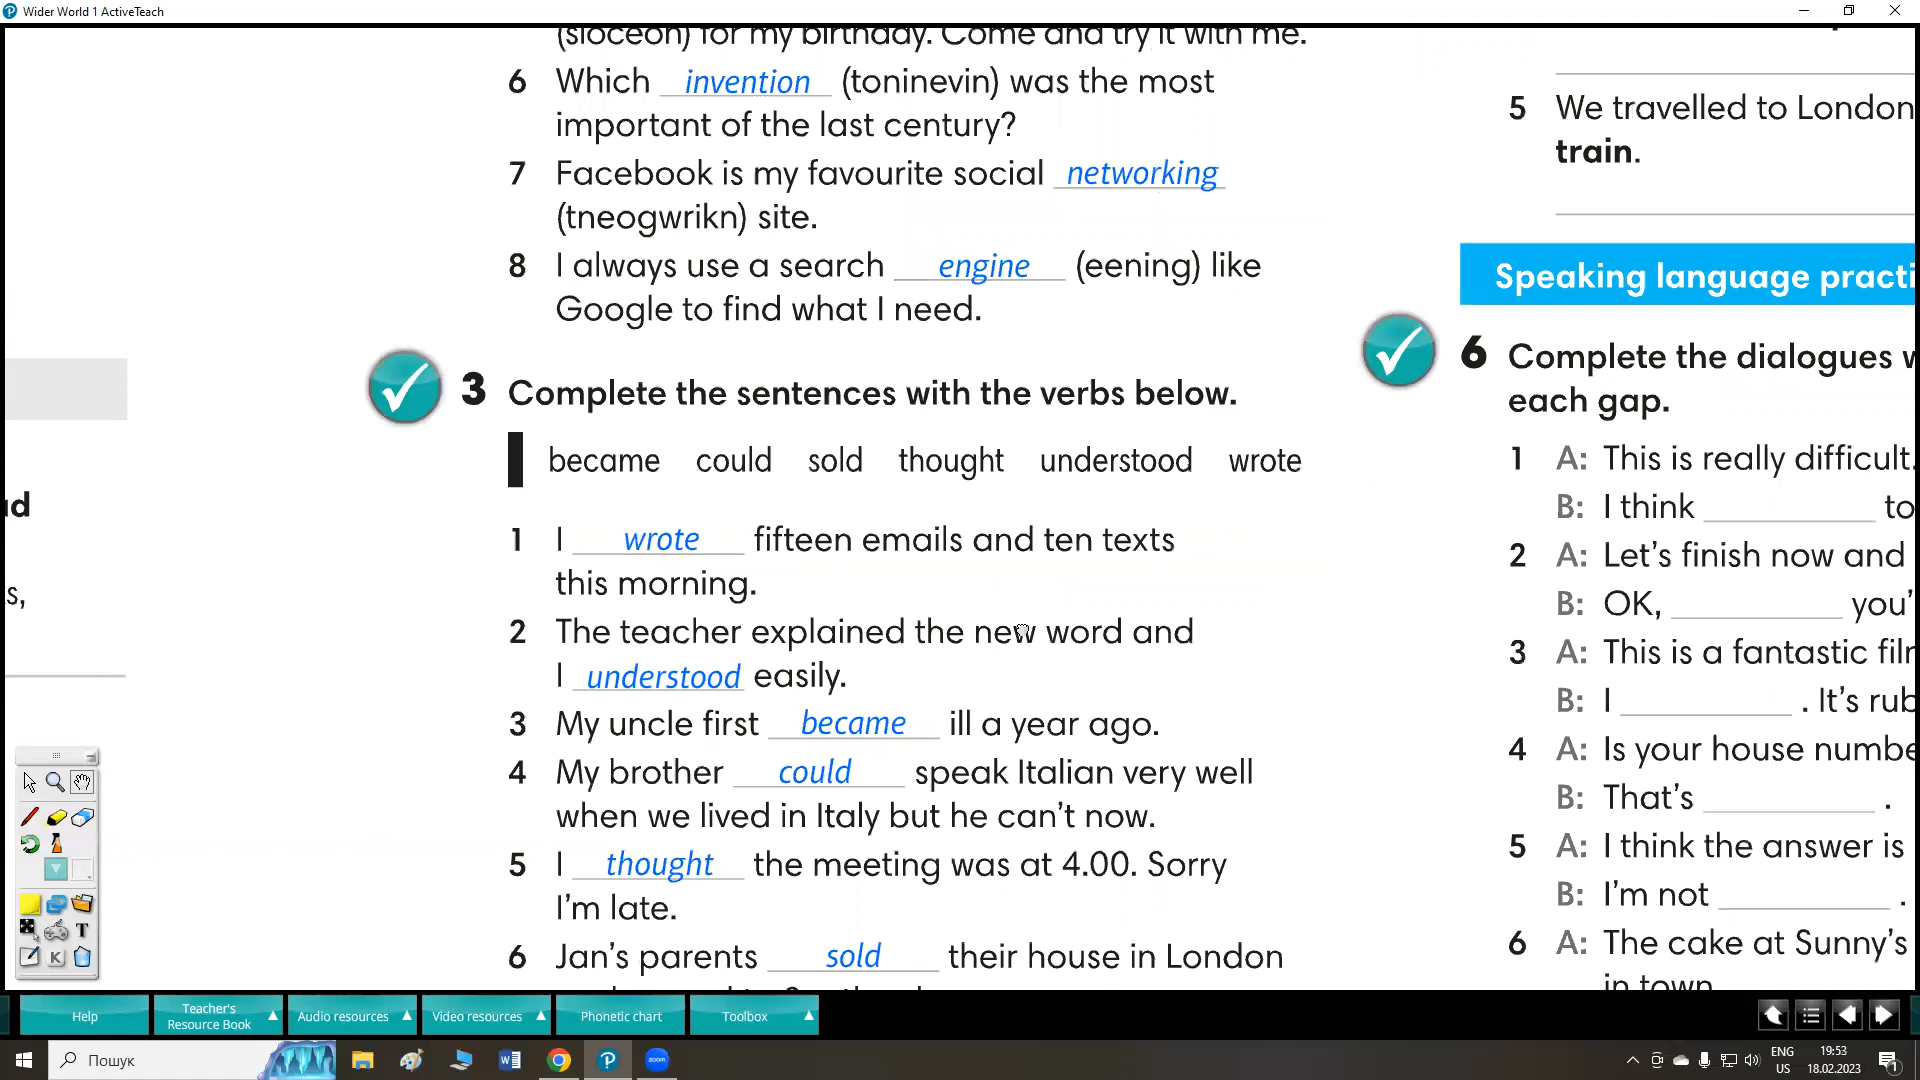 Wider World 1 ActiveTeach
(sloceon) for my birthday. Come and try it with me.
6 Which invention (toninevin) was the most
important of the last century?
7 Facebook is my favourite social networking
(tneogwrikn) site.
8 I always use a search engine (eening) like
Google to find what I need.
3 Complete the sentences with the verbs below.
became could sold thought understood wrote
1 I wrote fifteen emails and ten texts
this morning.
2 The teacher explained the new word and
I understood easily.
3 My uncle first became ill a year ago.
4 My brother could speak Italian very well
when we lived in Italy but he can't now.
5 I thought the meeting was at 4.00. Sorry
I'm late.
6 Jan's parents sold their house in London
5 We travelled to London
train.
Speaking language practi
6 Complete the dialogues w
each gap.
1 A: This is really difficult.
B: I think to
2 A: Let's finish now and
B: OK, you'
3 A: This is a fantastic film
B: I . It's rub
4 A: Is your house numbe
B: That's .
5 A: I think the answer is
B: I'm not .
6 A: The cake at Sunny's
in town
ad
s,
T
K
Help
Teacher's
Resource Book
Audio resources
Video resources
Phonetic chart
Toolbox
Пошук
zoom
ENG
US
19:53
18.02.2023
1